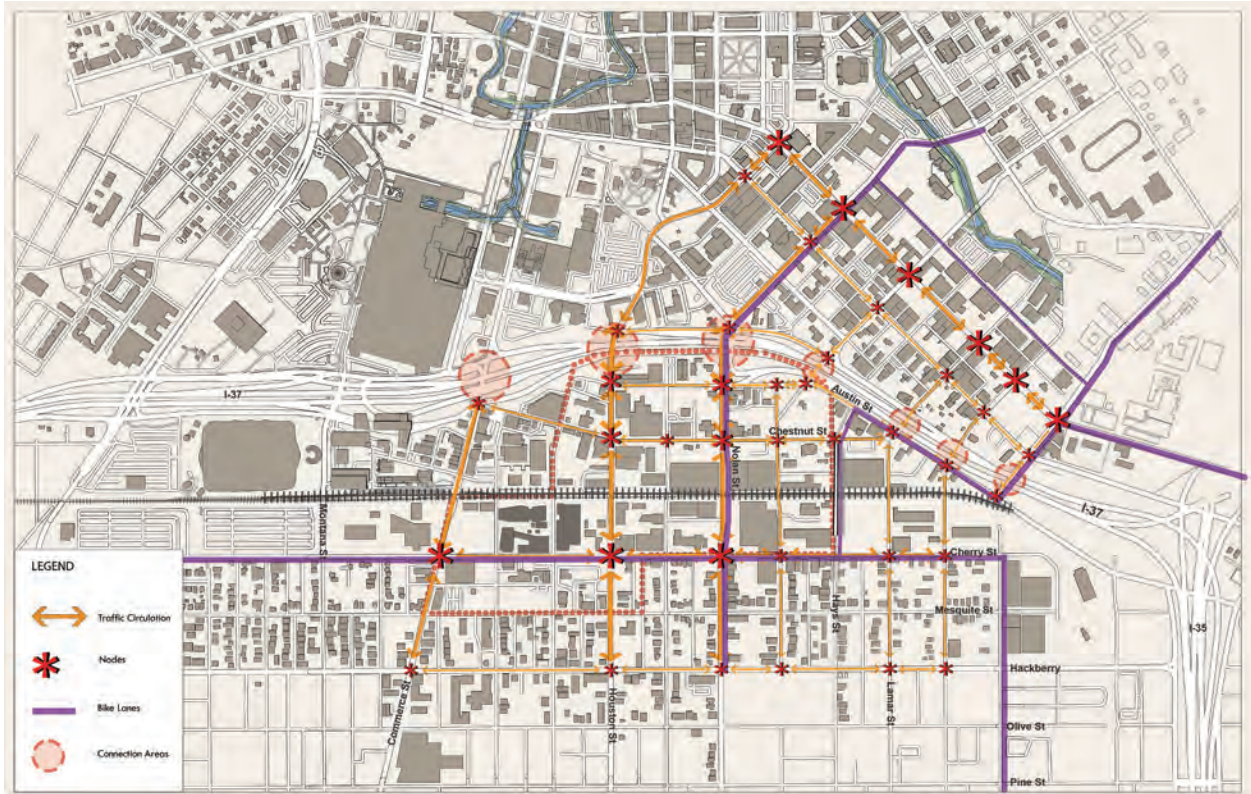 Austin St
I-37
Chestnut St
Nolan St
I-37
Montana St
Cherry St
LEGEND
Traffic Circulation
Hays St
Mesquite St
I-35
Nodes
Hackberry
Commerce St
Houston St
Lamar St
Bike Lanes
Olive St
Connection Areas
Pine St